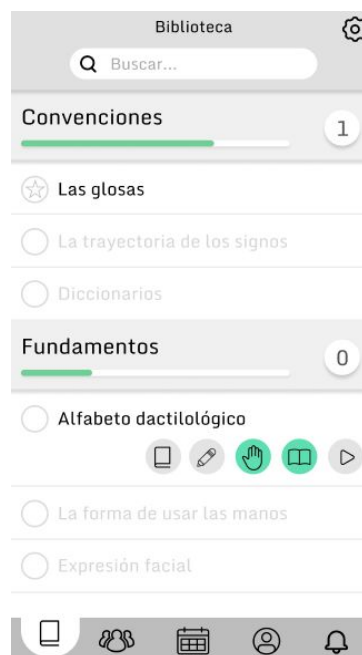 Biblioteca
Buscar...
Convenciones
1
Las glosas
La trayectoria de los signos
Diccionarios
Fundamentos
0
Alfabeto dactilológico
La forma de usar las manos
Expresión facial